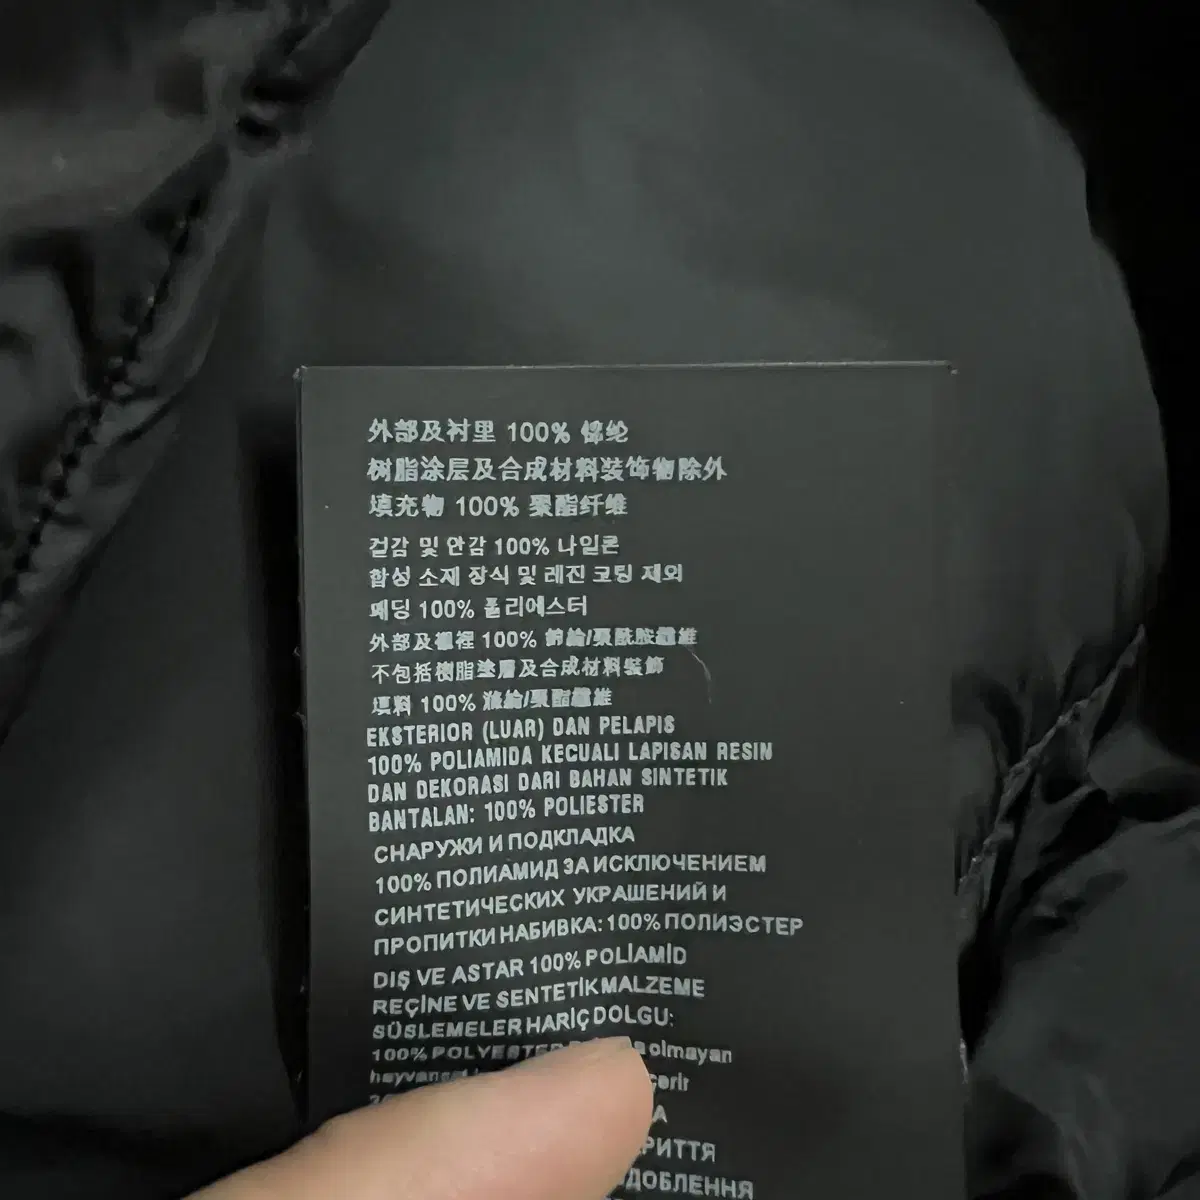 外部及衬里 100% 锦纶
树脂涂层及合成材料装饰物除外
填充物 100% 聚酯纤维
겉감 및 안감 100% 나일론
합성 소재 장식 및 레진 코팅 제외
패딩 100% 폴리에스터
外部及襯裡 100% 錦綸/聚酰胺纖維
不包括樹脂塗層及合成材料裝飾
填料 100% 滌綸/聚酯纖維
EKSTERIOR (LUAR) DAN PELAPIS
100% POLIAMIDA KECUALI LAPISAN RESIN
DAN DEKORASI DARI BAHAN SINTETIK
BANTALAN: 100% POLIESTER
СНАРУЖИ И ПОДКЛАДКА
100% ПОЛИАМИД ЗА ИСКЛЮЧЕНИЕМ
СИНТЕТИЧЕСКИХ УКРАШЕНИЙ И
ПРОПИТКИ НАБИВКА: 100% ПОЛИЭСТЕР
DIŞ VE ASTAR 100% POLİAMİD
REÇİNE VE SENTETİK MALZEME
SÜSLEMELER HARİÇ DOLGU:
100% POLYESTER olmayan